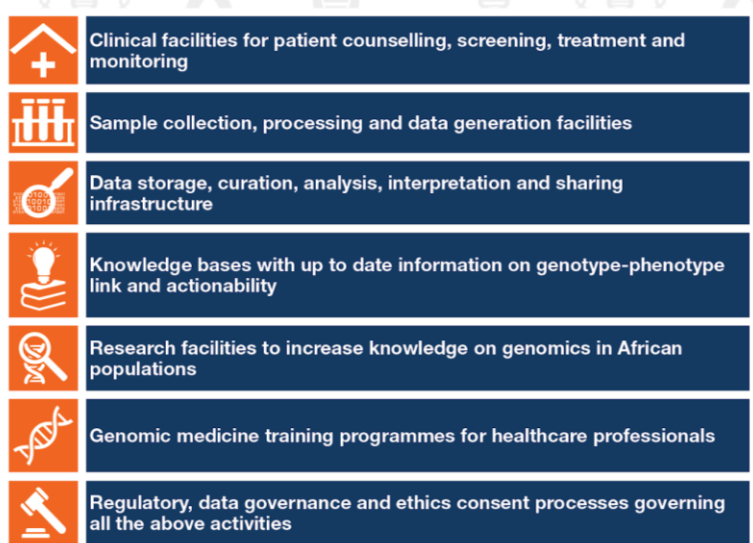 Clinical facilities for patient counselling, screening, treatment and
monitoring
Sample collection, processing and data generation facilities
Data storage, curation, analysis, interpretation and sharing
infrastructure
Knowledge bases with up to date information on genotype-phenotype
link and actionability
Research facilities to increase knowledge on genomics in African
populations
Genomic medicine training programmes for healthcare professionals
Regulatory, data governance and ethics consent processes governing
all the above activities